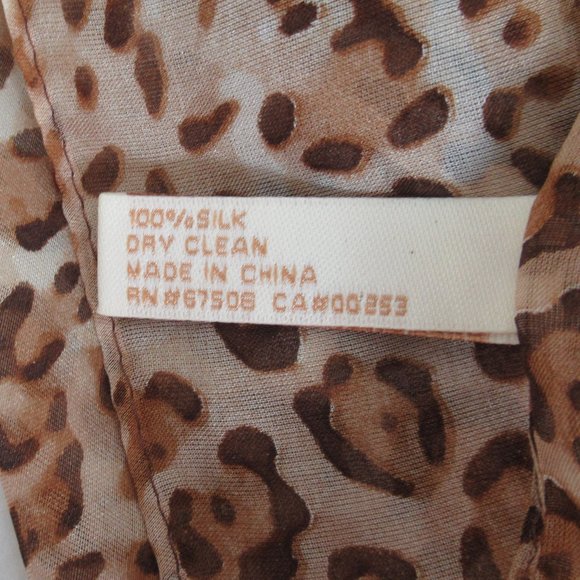 100%SILK
DRY CLEAN
MADE IN CHINA
RN#67506 CA#00253